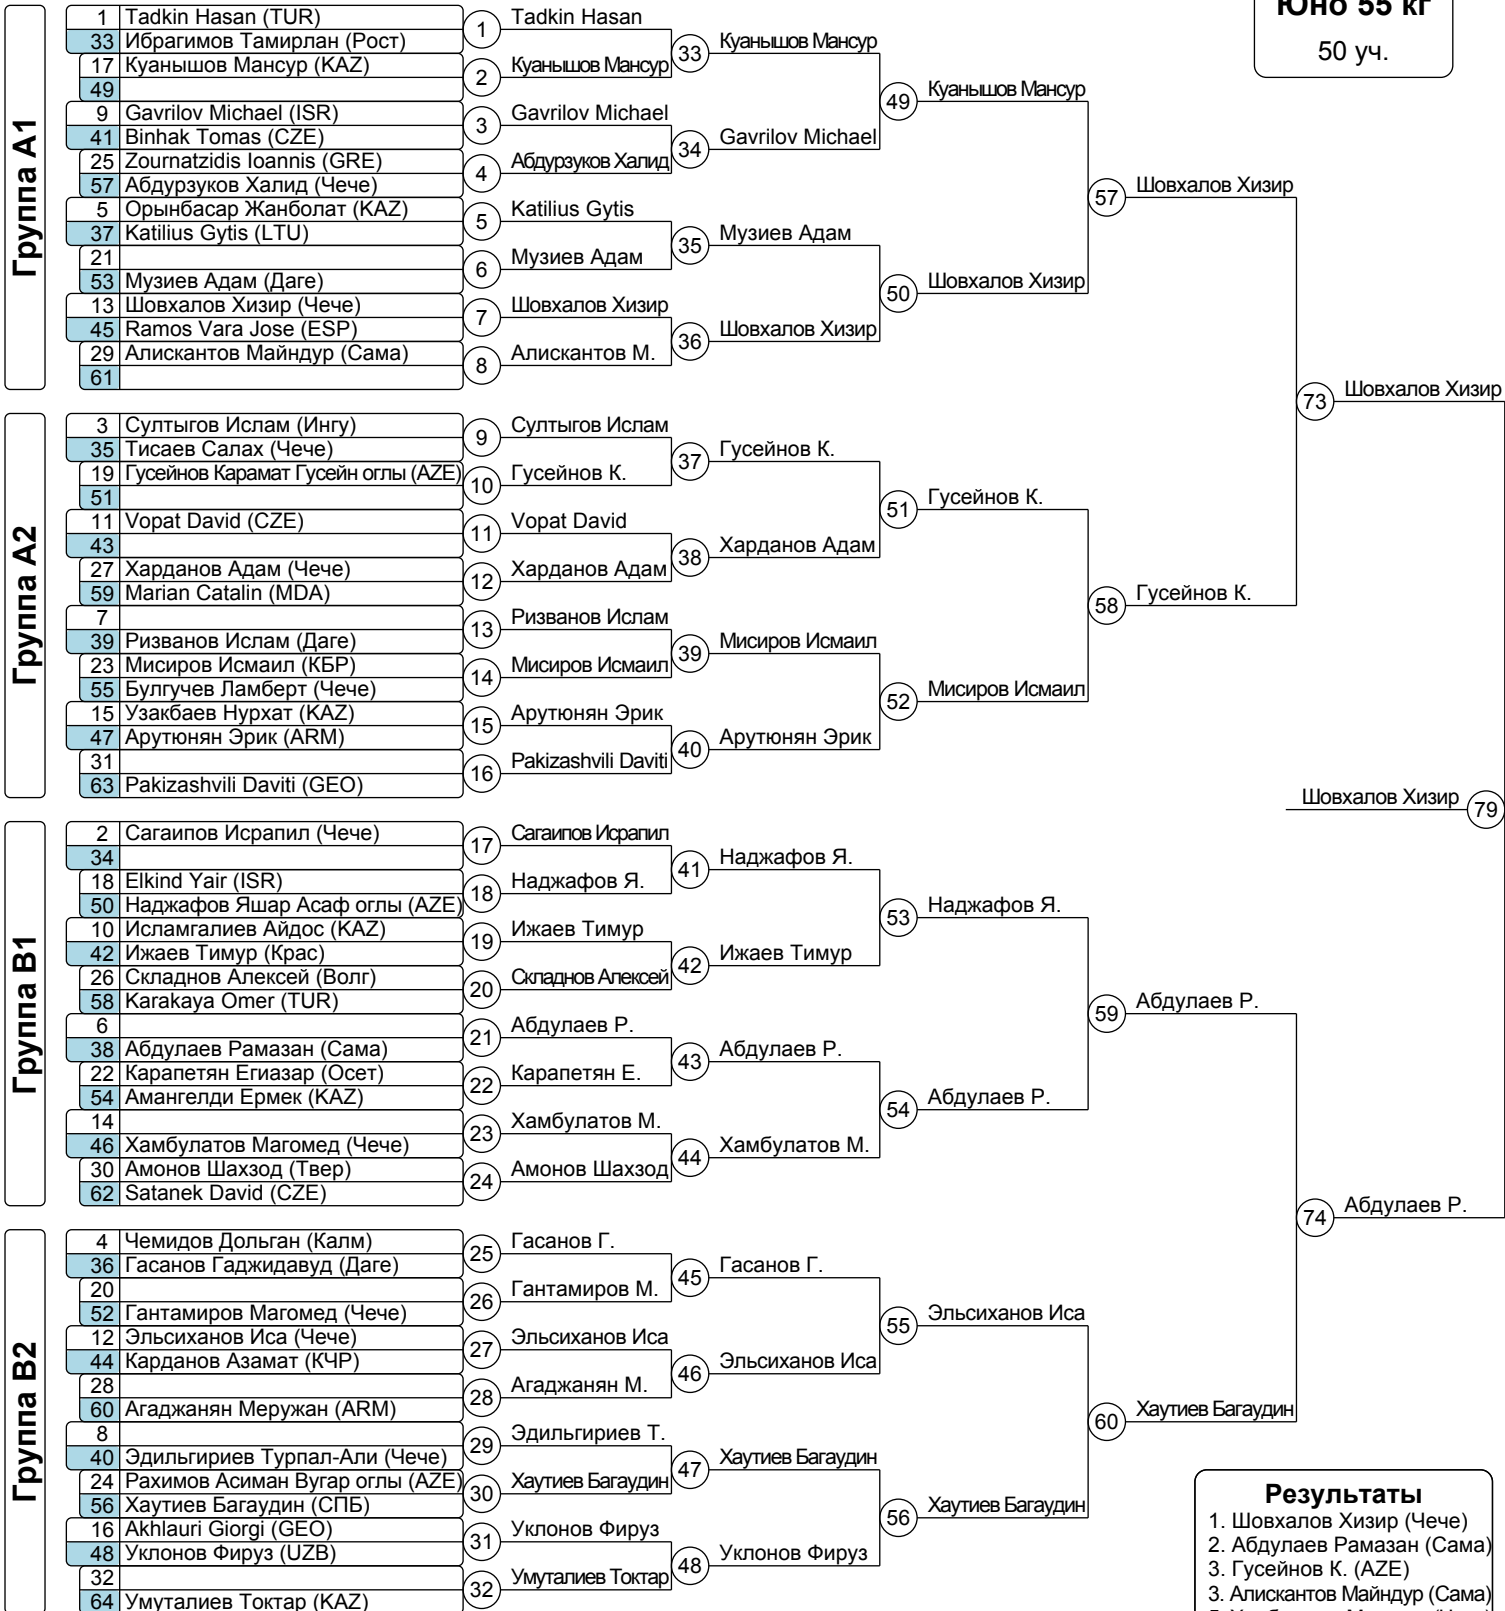 Юно 55 кг
50 уч.
Группа A1
1 Tadkin Hasan (TUR)
33 Ибрагимов Тамирлан (Рост)
17 Куанышов Мансур (KAZ)
49
9 Gavrilov Michael (ISR)
41 Binhak Tomas (CZE)
25 Zournatzidis Ioannis (GRE)
57 Абдурзуков Халид (Чече)
5 Орынбасар Жанболат (KAZ)
37 Katilius Gytis (LTU)
21
53 Музиев Адам (Даге)
13 Шовхалов Хизир (Чече)
45 Ramos Vara Jose (ESP)
29 Алискантов Майндур (Сама)
61
Группа A2
3 Султыгов Ислам (Ингу)
35 Тисаев Салах (Чече)
19 Гусейнов Карамат Гусейн оглы (AZE)
51
11 Vopat David (CZE)
43
27 Харданов Адам (Чече)
59 Marian Catalin (MDA)
7
39 Ризванов Ислам (Даге)
23 Мисиров Исмаил (КБР)
55 Булгучев Ламберт (Чече)
15 Узакбаев Нурхат (KAZ)
47 Арутюнян Эрик (ARM)
31
63 Pakizashvili Daviti (GEO)
Группа B1
2 Сагаипов Исрапил (Чече)
34
18 Elkind Yair (ISR)
50 Наджафов Яшар Асаф оглы (AZE)
10 Исламгалиев Айдос (KAZ)
42 Ижаев Тимур (Крас)
26 Складнов Алексей (Волг)
58 Karakaya Omer (TUR)
6
38 Абдулаев Рамазан (Сама)
22 Карапетян Егиазар (Осет)
54 Амангелди Ермек (KAZ)
14
46 Хамбулатов Магомед (Чече)
30 Амонов Шахзод (Твер)
62 Satanek David (CZE)
Группа B2
4 Чемидов Дольган (Калм)
36 Гасанов Гаджидавуд (Даге)
20
52 Гантамиров Магомед (Чече)
12 Эльсиханов Иса (Чече)
44 Карданов Азамат (КЧР)
28
60 Агаджанян Меружан (ARM)
8
40 Эдильгириев Турпал-Али (Чече)
24 Рахимов Асиман Вугар оглы (AZE)
56 Хаутиев Багаудин (СПБ)
16 Akhlauri Giorgi (GEO)
48 Уклонов Фируз (UZB)
32
64 Умуталиев Токтар (KAZ)
1 Tadkin Hasan
2 Куанышов Мансур
3 Gavrilov Michael
4 Абдурзуков Халид
5 Katilius Gytis
6 Музиев Адам
7 Шовхалов Хизир
8 Алискантов М.
9 Султыгов Ислам
10 Гусейнов К.
11 Vopat David
12 Харданов Адам
13 Ризванов Ислам
14 Мисиров Исмаил
15 Арутюнян Эрик
16 Pakizashvili Daviti
17 Сагаипов Исрапил
18 Наджафов Я.
19 Ижаев Тимур
20 Складнов Алексей
21 Абдулаев Р.
22 Карапетян Е.
23 Хамбулатов М.
24 Амонов Шахзод
25 Гасанов Г.
26 Гантамиров М.
27 Эльсиханов Иса
28 Агаджанян М.
29 Эдильгириев Т.
30 Хаутиев Багаудин
31 Уклонов Фируз
32 Умуталиев Токтар
33 Куанышов Мансур
34 Gavrilov Michael
35 Музиев Адам
36 Шовхалов Хизир
37 Гусейнов К.
38 Харданов Адам
39 Мисиров Исмаил
40 Арутюнян Эрик
41 Наджафов Я.
42 Ижаев Тимур
43 Абдулаев Р.
44 Хамбулатов М.
45 Гасанов Г.
46 Эльсиханов Иса
47 Хаутиев Багаудин
48 Уклонов Фируз
49 Куанышов Мансур
50 Шовхалов Хизир
51 Гусейнов К.
52 Мисиров Исмаил
53 Наджафов Я.
54 Абдулаев Р.
55 Эльсиханов Иса
56 Хаутиев Багаудин
57 Шовхалов Хизир
58 Гусейнов К.
59 Абдулаев Р.
60 Хаутиев Багаудин
73 Шовхалов Хизир
74 Абдулаев Р.
Шовхалов Хизир 79
Результаты
1. Шовхалов Хизир (Чече)
2. Абдулаев Рамазан (Сама)
3. Гусейнов К. (AZE)
3. Алискантов Майндур (Сама)